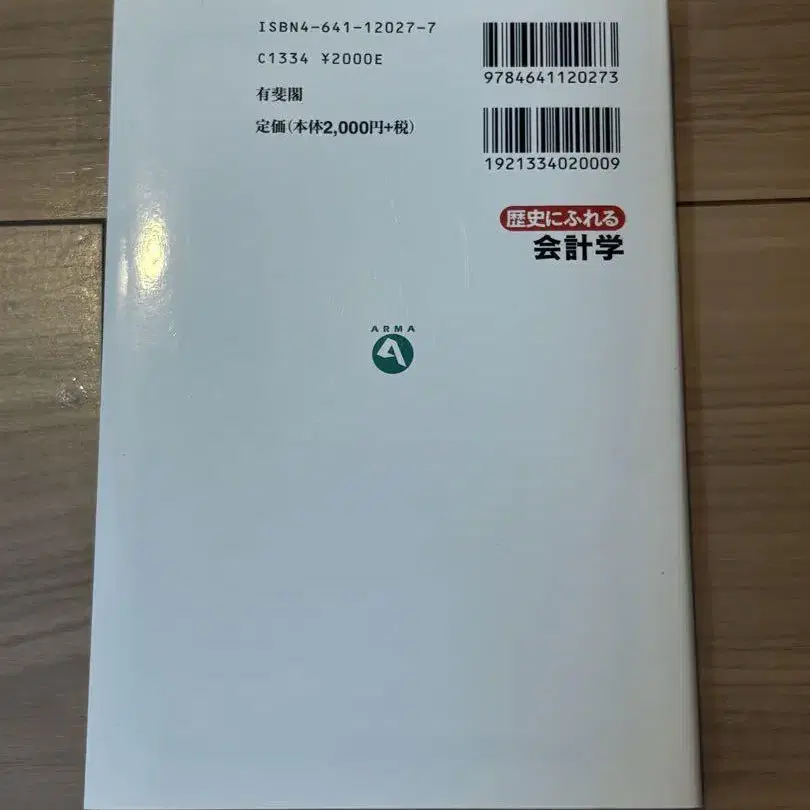 ISBN4-641-12027-7
C1334 ¥2000E
有斐閣
定価(本体2,000円+税)
9784641120273
1921334020009
歴史にふれる
会計学
ARMA